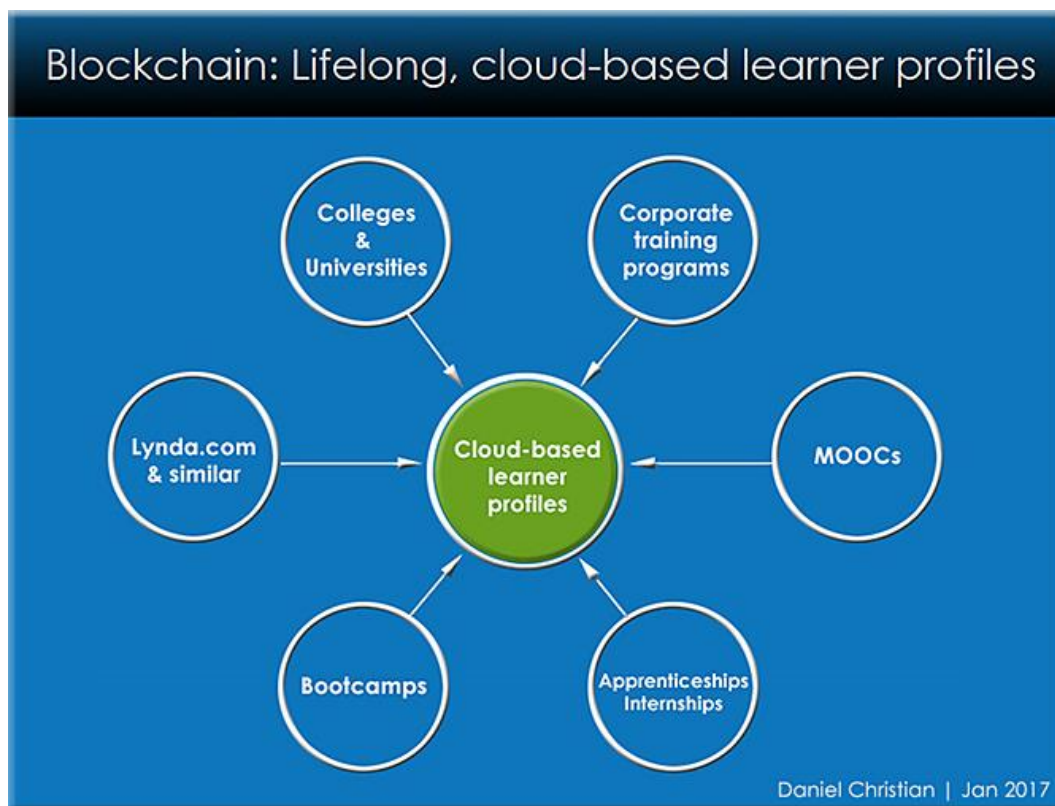 Blockchain: Lifelong, cloud-based learner profiles
Colleges
&
Universities
Corporate
training
programs
Lynda.com
& similar
Cloud-based
learner
profiles
MOOCs
Bootcamps
Apprenticeships
Internships
Daniel Christian | Jan 2017